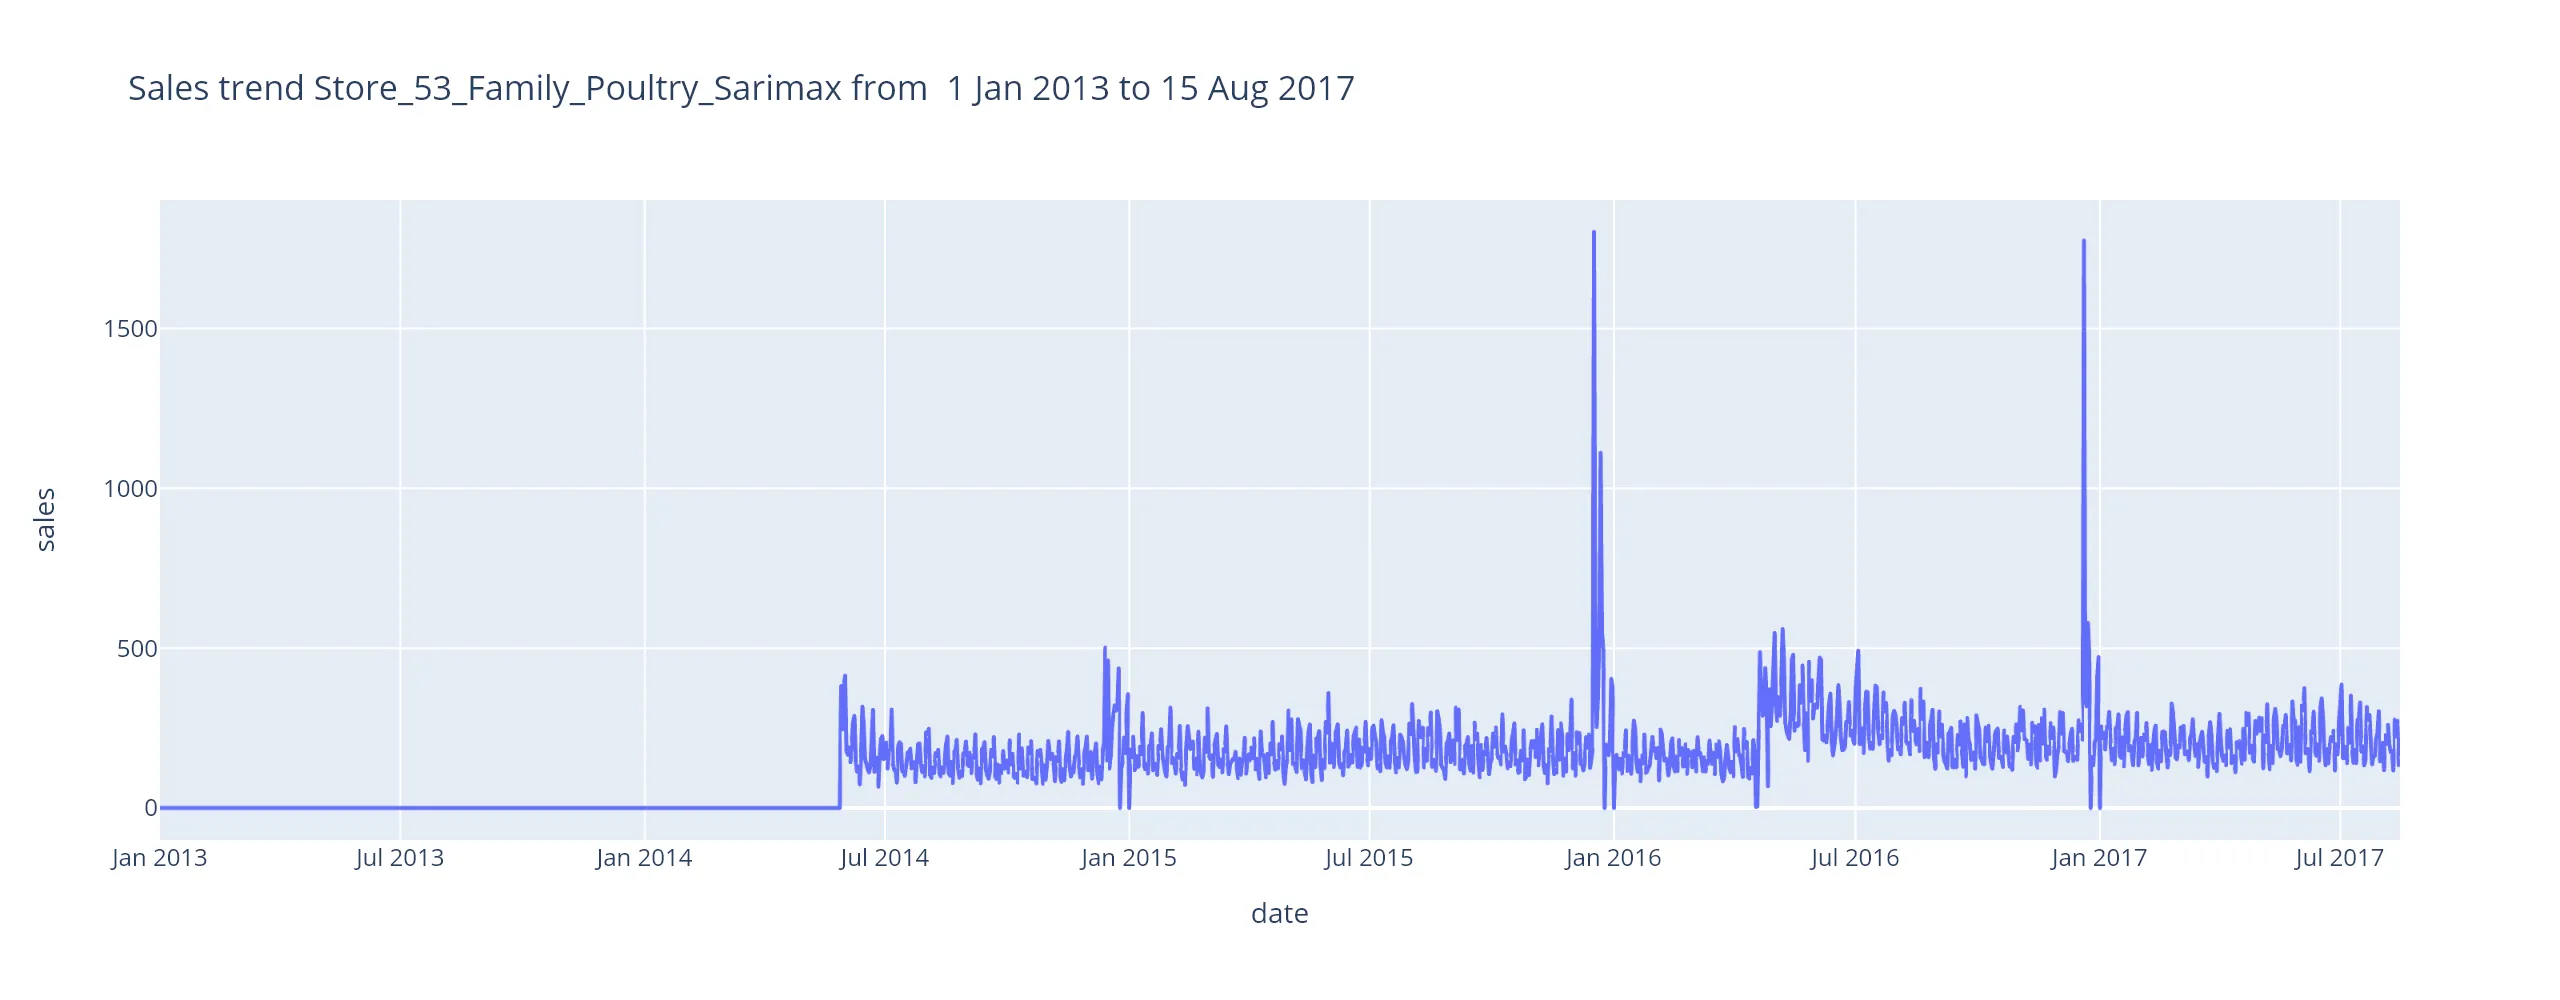 Sales trend Store_53_Family_Poultry_Sarimax from  1 Jan 2013 to 15 Aug 2017
sales
1500
1000
500
0
Jan 2013 Jul 2013 Jan 2014 Jul 2014 Jan 2015 Jul 2015 Jan 2016 Jul 2016 Jan 2017 Jul 2017
date